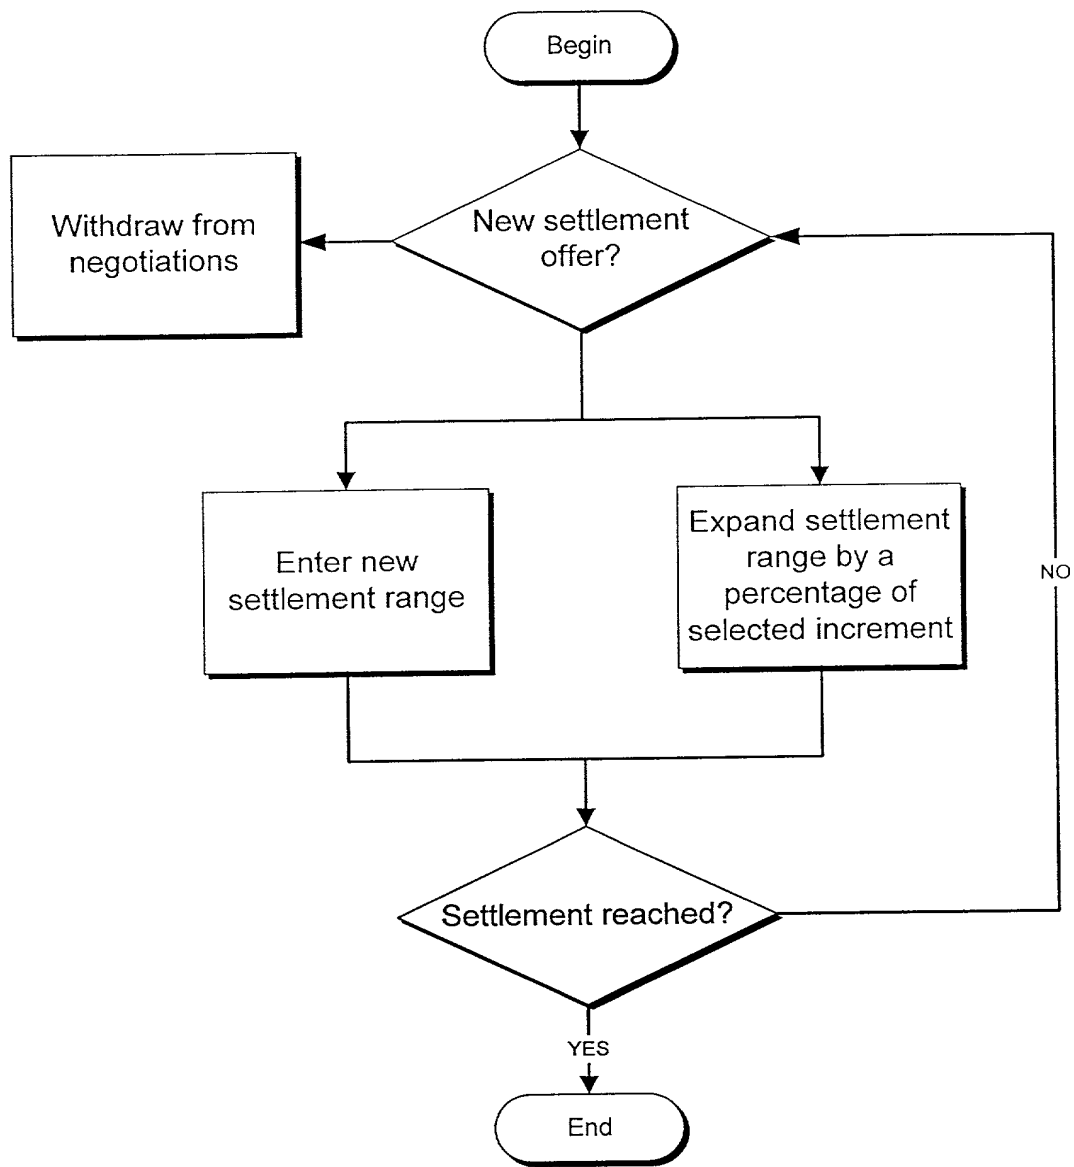 Begin
New settlement
offer?
Withdraw from
negotiations
Enter new
settlement range
Expand settlement
range by a
percentage of
selected increment
NO
Settlement reached?
YES
End